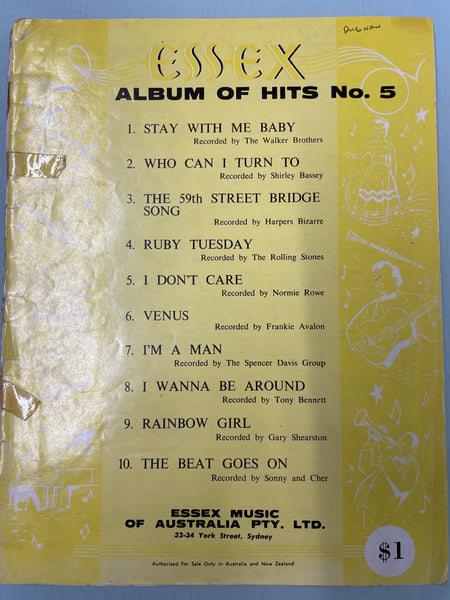 DUIGNAN
ESSEX
ALBUM OF HITS No. 5
1. STAY WITH ME BABY
Recorded by The Walker Brothers
2. WHO CAN I TURN TO
Recorded by Shirley Bassey
3. THE 59th STREET BRIDGE
SONG
Recorded by Harpers Bizarre
4. RUBY TUESDAY
Recorded by The Rolling Stones
5. I DON'T CARE
Recorded by Normie Rowe
6. VENUS
Recorded by Frankie Avalon
7. I'M A MAN
Recorded by The Spencer Davis Group
8. I WANNA BE AROUND
Recorded by Tony Bennett
9. RAINBOW GIRL
Recorded by Gary Shearston
10. THE BEAT GOES ON
Recorded by Sonny and Cher
ESSEX MUSIC
OF AUSTRALIA PTY. LTD.
32-34 York Street, Sydney
$1
Authorised For Sale Only In Australia and New Zealand